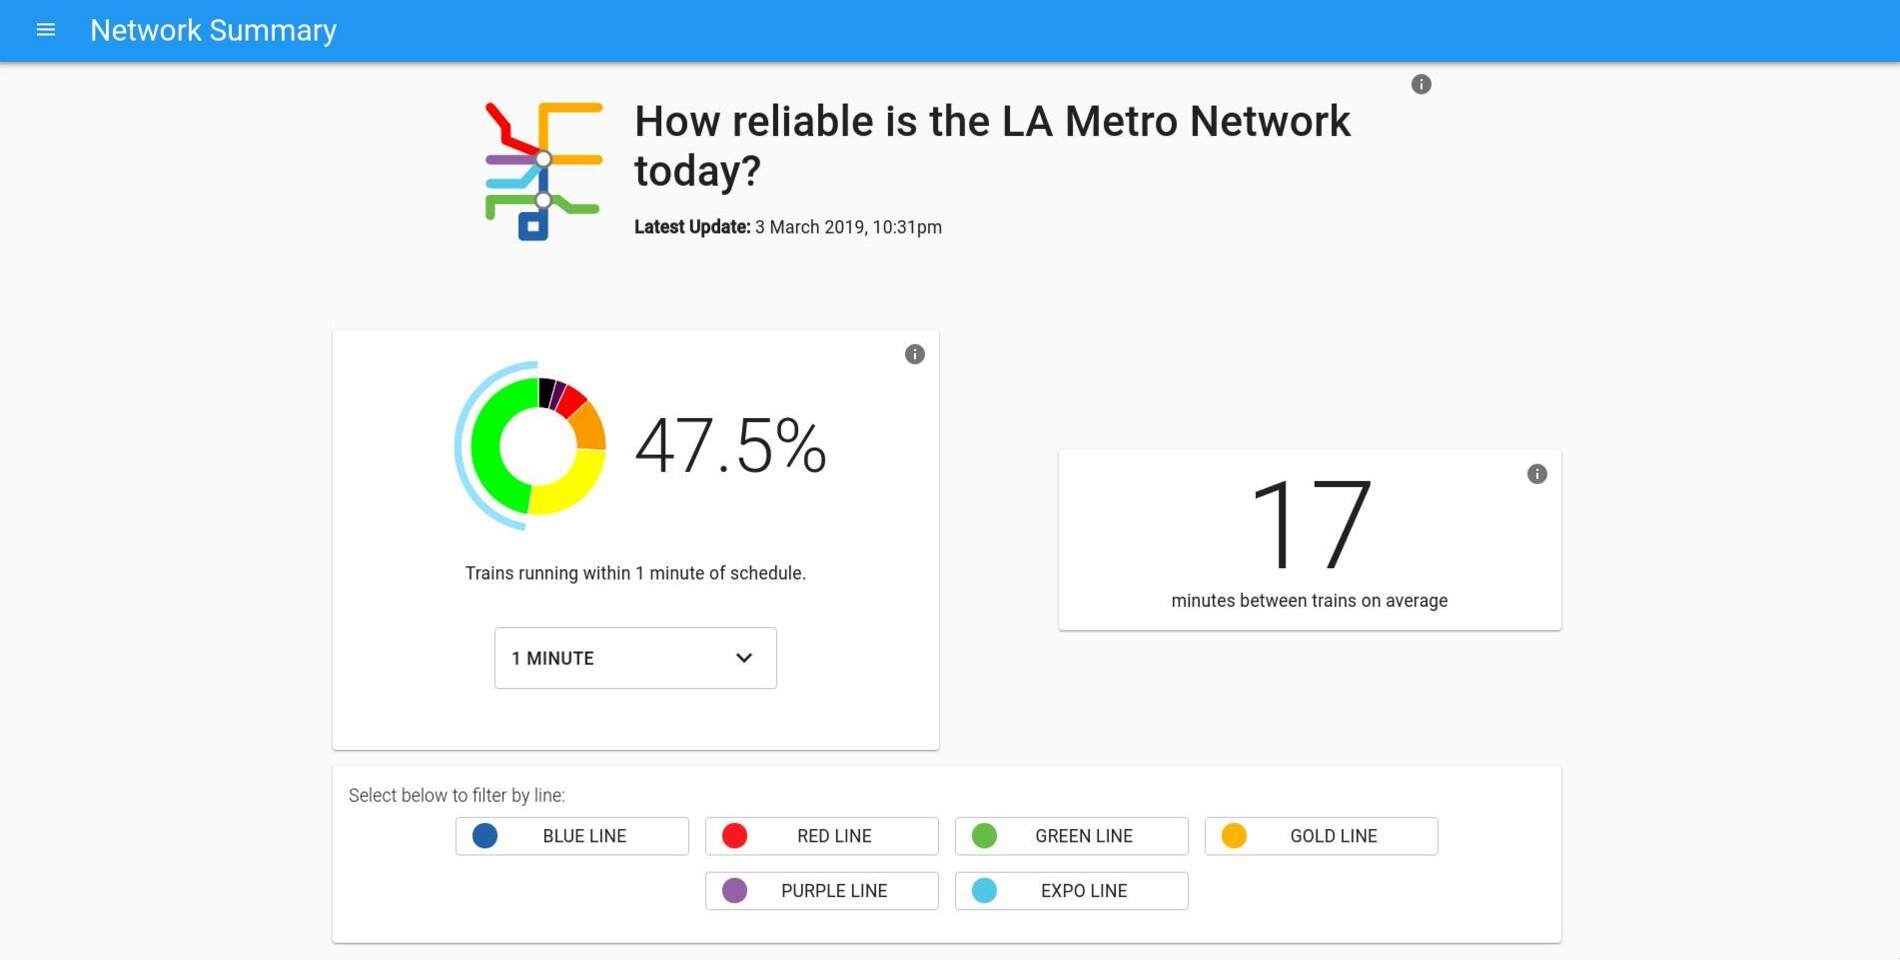 Network Summary
How reliable is the LA Metro Network
today?
Latest Update: 3 March 2019, 10:31pm
47.5%
Trains running within 1 minute of schedule.
1 MINUTE
17
minutes between trains on average
Select below to filter by line:
BLUE LINE
RED LINE
GREEN LINE
GOLD LINE
PURPLE LINE
EXPO LINE